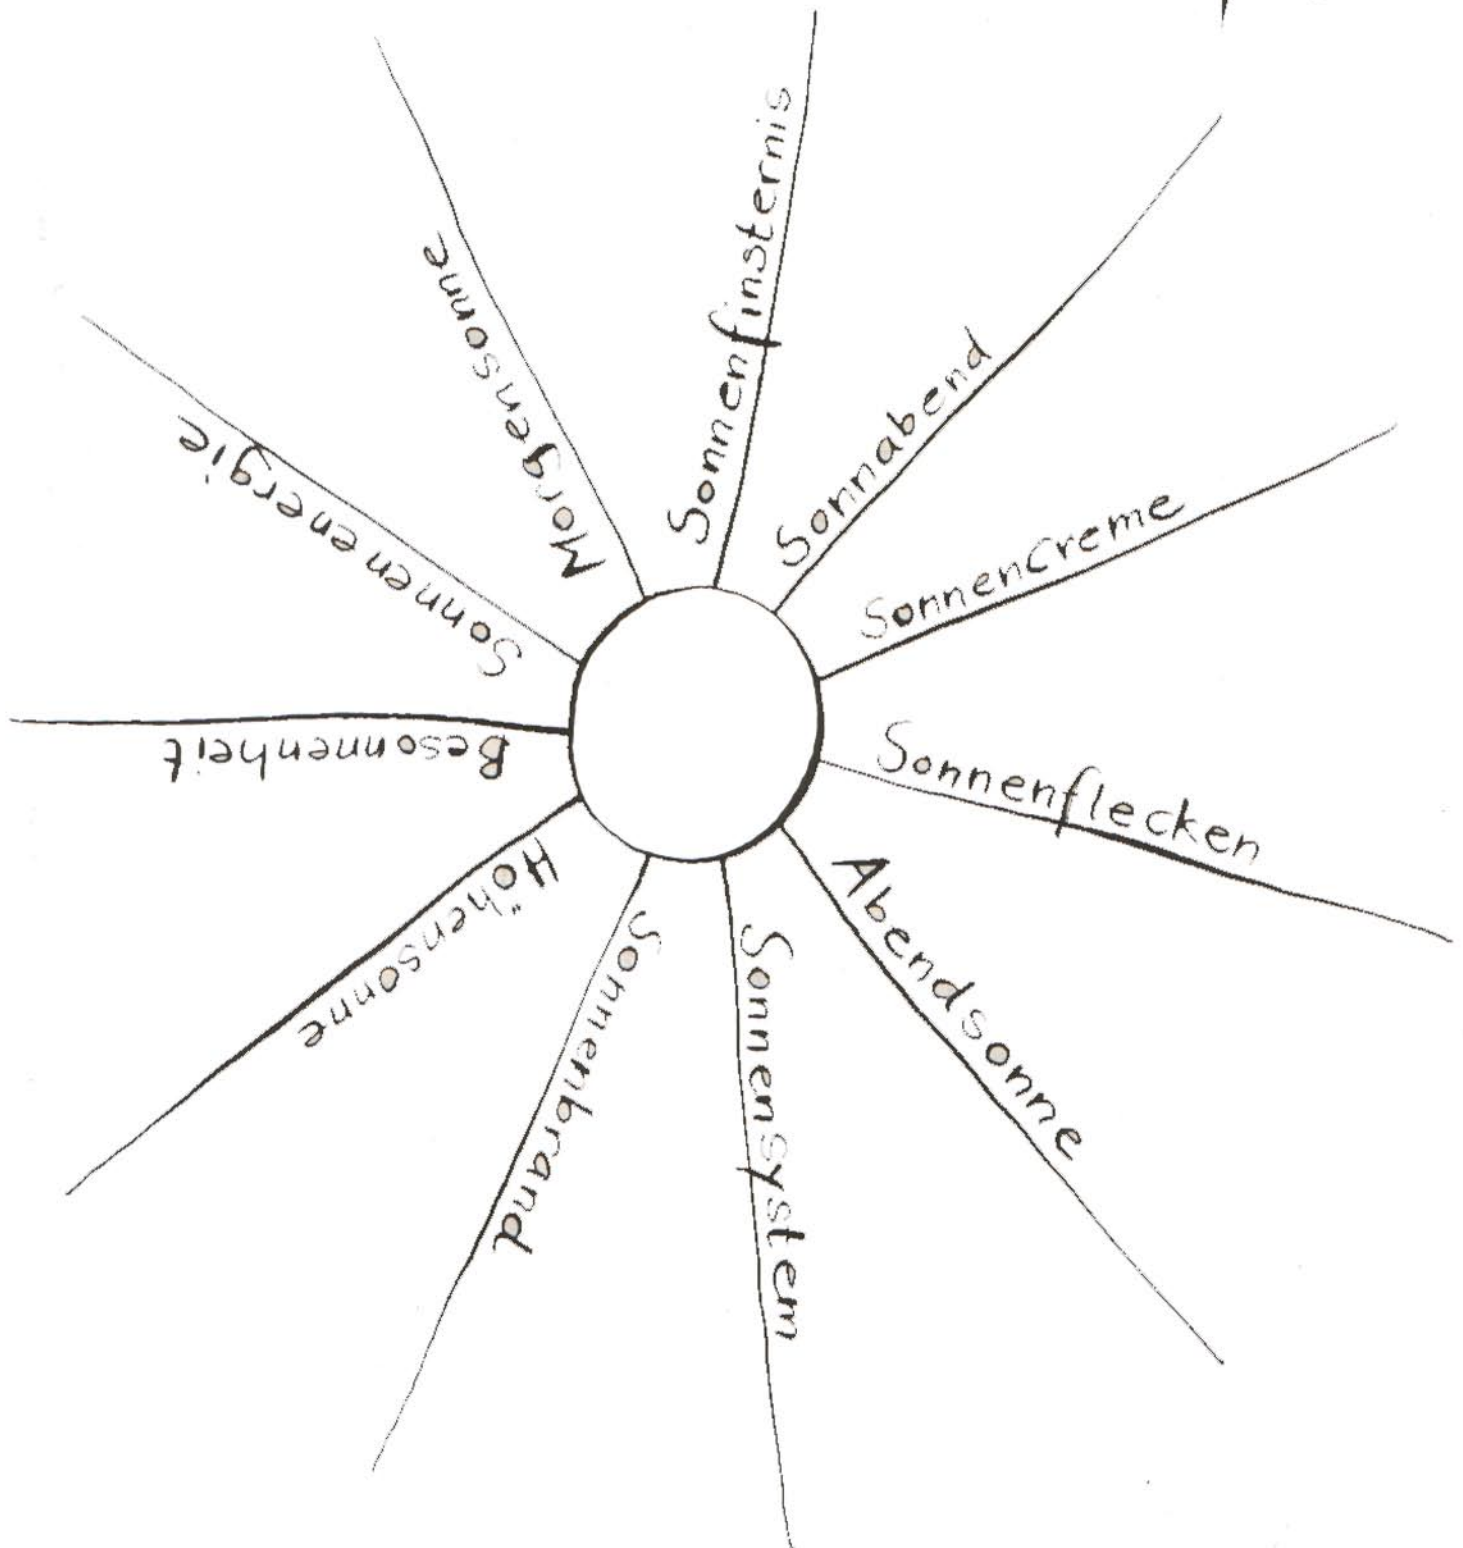 Sonnenfinsternis
Sonnabend
Sonnencreme
Sonnenflecken
Abendsonne
Sonnensystem
Sonnenbrand
Höhensonne
Besonnenheit
Sonnenenergie
Morgensonne